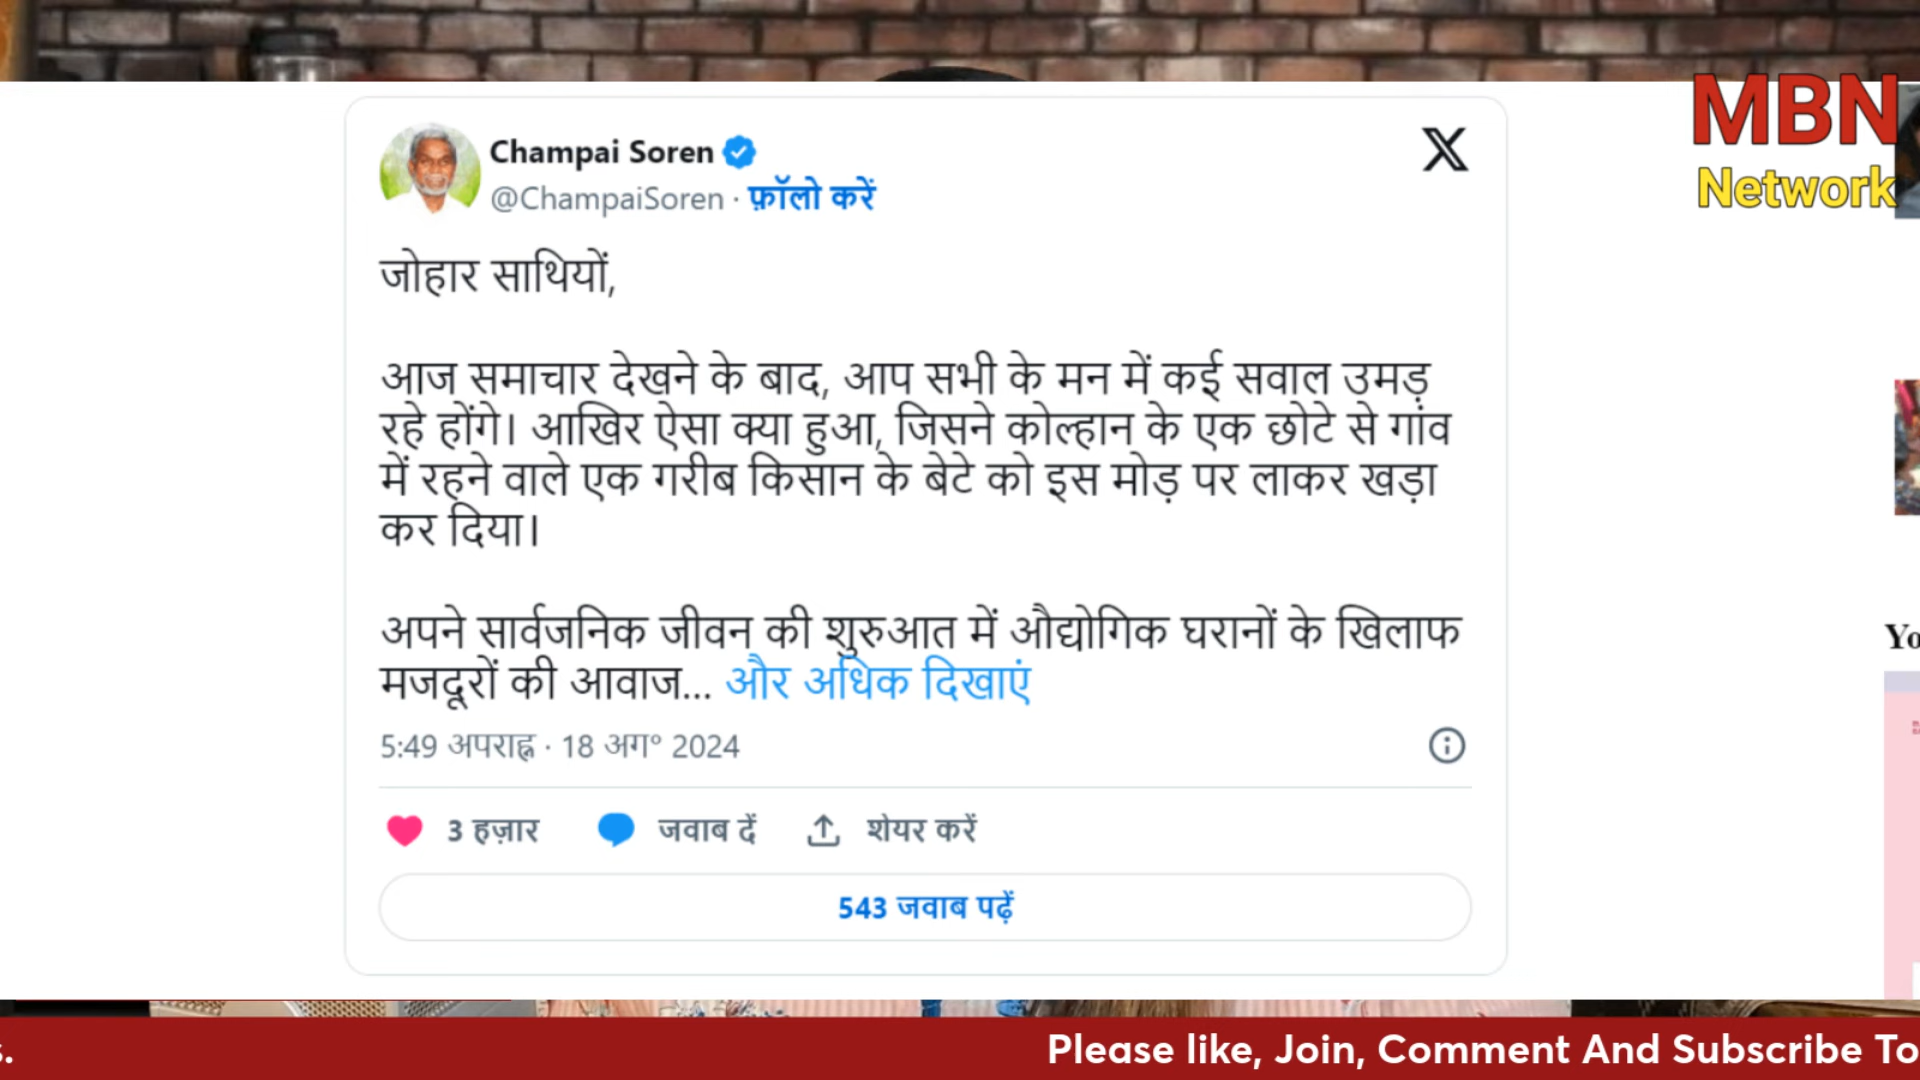 MBN
Network
Champai Soren
@ChampaiSoren · फ़ॉलो करें
जोहार साथियों,
आज समाचार देखने के बाद, आप सभी के मन में कई सवाल उमड़
रहे होंगे। आखिर ऐसा क्या हुआ, जिसने कोल्हान के एक छोटे से गांव
में रहने वाले एक गरीब किसान के बेटे को इस मोड़ पर लाकर खड़ा
कर दिया।
अपने सार्वजनिक जीवन की शुरुआत में औद्योगिक घरानों के खिलाफ
मजदूरों की आवाज... और अधिक दिखाएं
5:49 अपराह्न · 18 अग॰ 2024
3 हज़ार जवाब दें शेयर करें
543 जवाब पढ़ें
Yo
s. Please like, Join, Comment And Subscribe To